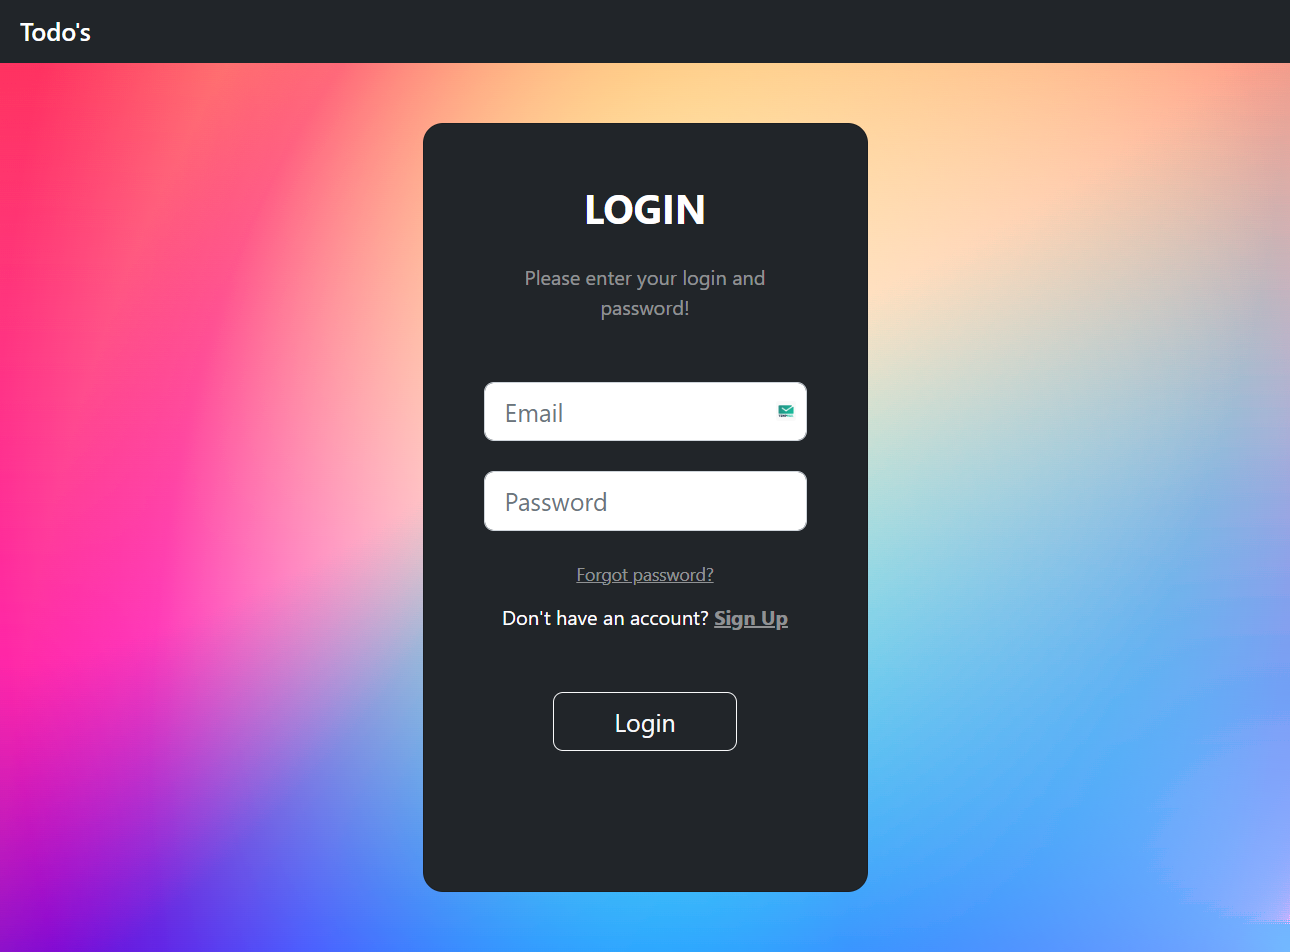 Todo's
LOGIN
Please enter your login and
password!
Email
Password
Forgot password?
Don't have an account? Sign Up
Login